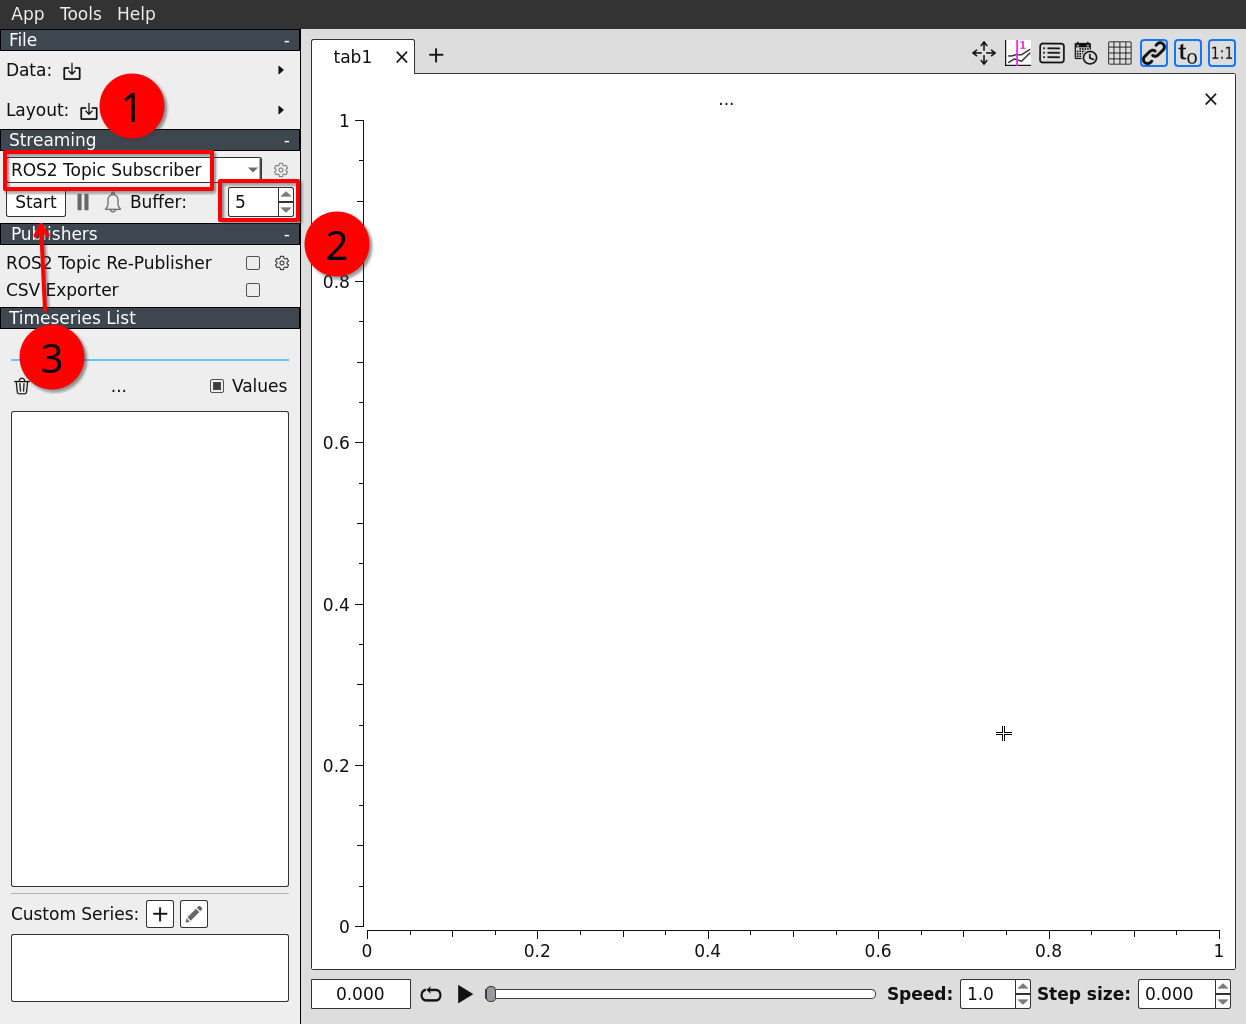 App Tools Help
File -
Data:
Layout:
1
Streaming -
ROS2 Topic Subscriber
Start Buffer: 5
2
Publishers -
ROS2 Topic Re-Publisher
CSV Exporter
Timeseries List
3
... Values
Custom Series: +
tab1 × +
1 t0 1:1
... ×
1
0.8
0.6
0.4
0.2
0
0 0.2 0.4 0.6 0.8 1
0.000 Speed: 1.0 Step size: 0.000